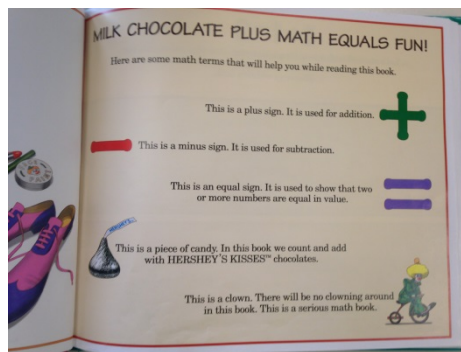 MILK CHOCOLATE PLUS MATH EQUALS FUN!
Here are some math terms that will help you while reading this book.
This is a plus sign. It is used for addition.
This is a minus sign. It is used for subtraction.
This is an equal sign. It is used to show that two
or more numbers are equal in value.
HERSHEY'S
This is a piece of candy. In this book we count and add
with HERSHEY'S KISSES™ chocolates.
This is a clown. There will be no clowning around
in this book. This is a serious math book.